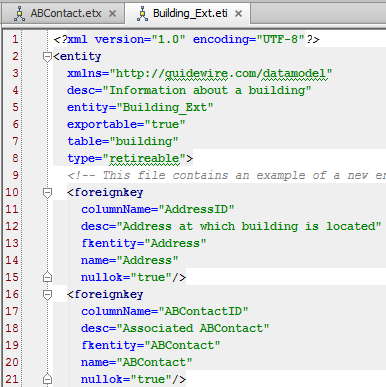 ABContact.etx Building_Ext.eti
1 <?xml version="1.0" encoding="UTF-8"?>
2 <entity
3 xmlns="http://guidewire.com/datamodel"
4 desc="Information about a building"
5 entity="Building_Ext"
6 exportable="true"
7 table="building"
8 type="retireable">
9 <!-- This file contains an example of a new
10 <foreignkey
11 columnName="AddressID"
12 desc="Address at which building is located"
13 fkentity="Address"
14 name="Address"
15 nullok="true"/>
16 <foreignkey
17 columnName="ABContactID"
18 desc="Associated ABContact"
19 fkentity="ABContact"
20 name="ABContact"
21 nullok="true"/>